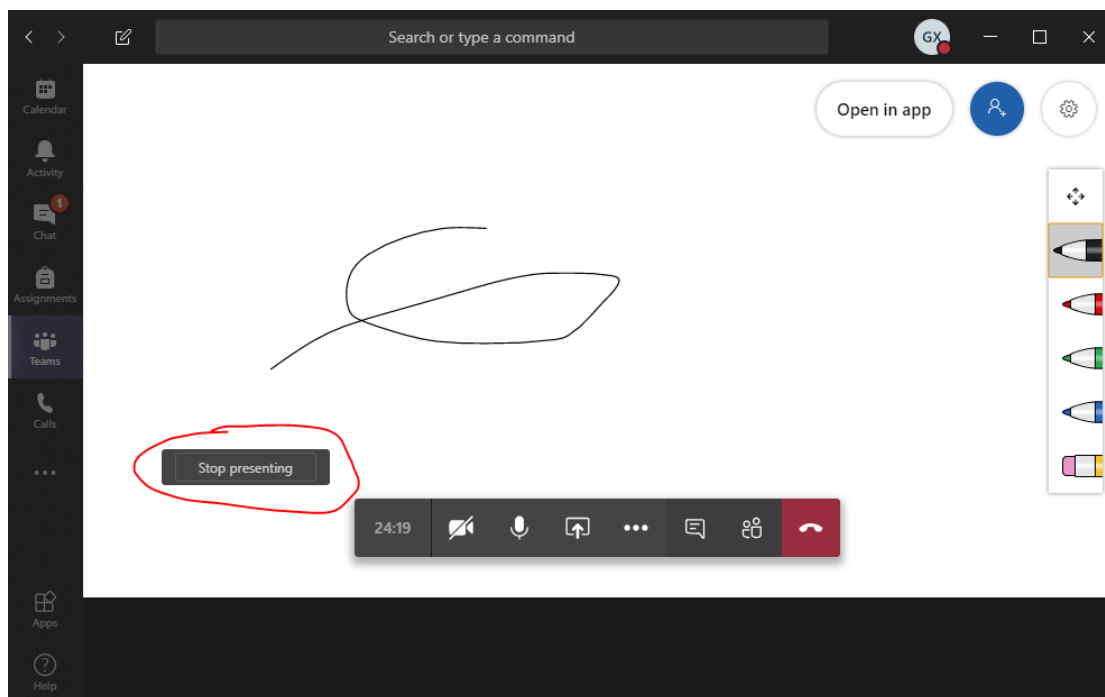 Search or type a command
GX
Calendar
Open in app
Activity
1
Chat
Assignments
Teams
Calls
Stop presenting
24:19
Apps
Help